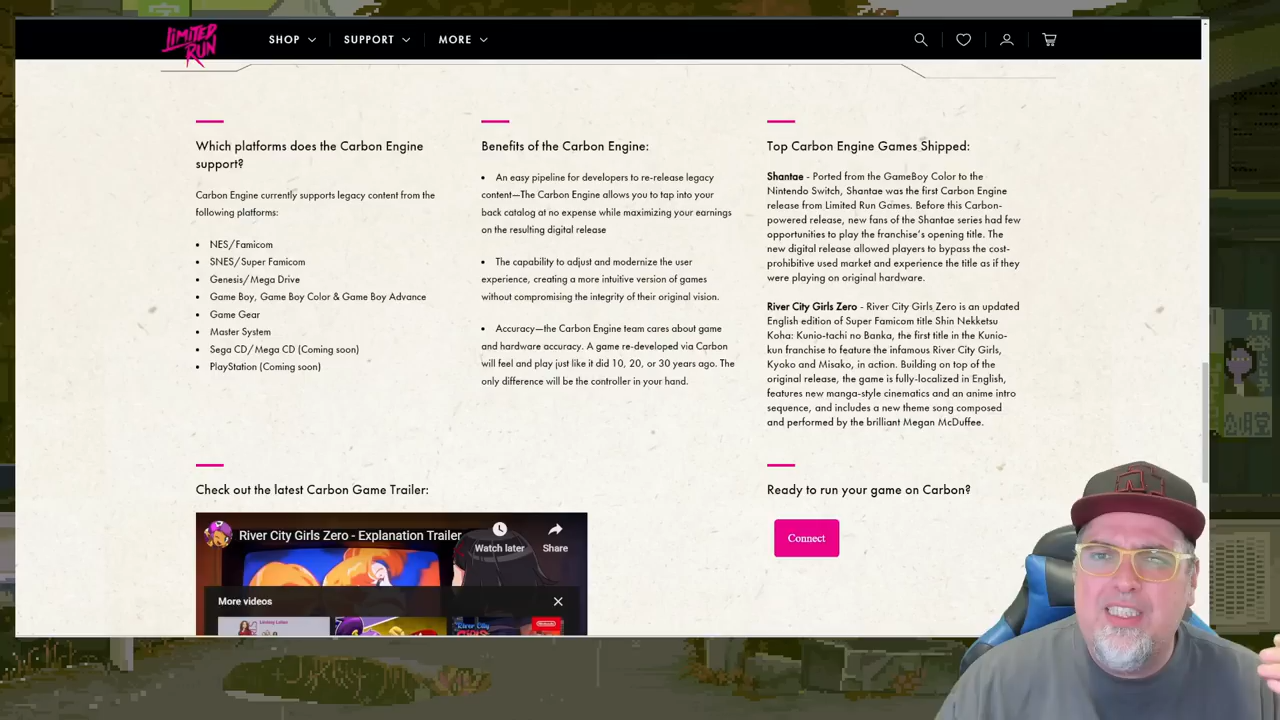 LIMITED
RUN
SHOP
SUPPORT
MORE
Which platforms does the Carbon Engine
support?
Carbon Engine currently supports legacy content from the
following platforms:
• NES/Famicom
• SNES/Super Famicom
• Genesis/Mega Drive
• Game Boy, Game Boy Color & Game Boy Advance
• Game Gear
• Master System
• Sega CD/Mega CD (Coming soon)
• PlayStation (Coming soon)
Benefits of the Carbon Engine:
• An easy pipeline for developers to re-release legacy
content—The Carbon Engine allows you to tap into your
back catalog at no expense while maximizing your earnings
on the resulting digital release
• The capability to adjust and modernize the user
experience, creating a more intuitive version of games
without compromising the integrity of their original vision.
• Accuracy—the Carbon Engine team cares about game
and hardware accuracy. A game re-developed via Carbon
will feel and play just like it did 10, 20, or 30 years ago. The
only difference will be the controller in your hand.
Top Carbon Engine Games Shipped:
Shantae - Ported from the GameBoy Color to the
Nintendo Switch, Shantae was the first Carbon Engine
release from Limited Run Games. Before this Carbon-
powered release, new fans of the Shantae series had few
opportunities to play the franchise's opening title. The
new digital release allowed players to bypass the cost-
prohibitive used market and experience the title as if they
were playing on original hardware.
River City Girls Zero - River City Girls Zero is an updated
English edition of Super Famicom title Shin Nekketsu
Koha: Kunio-tachi no Banka, the first title in the Kunio-
kun franchise to feature the infamous River City Girls,
Kyoko and Misako, in action. Building on top of the
original release, the game is fully-localized in English,
features new manga-style cinematics and an anime intro
sequence, and includes a new theme song composed
and performed by the brilliant Megan McDuffee.
Check out the latest Carbon Game Trailer:
River City Girls Zero - Explanation Trailer
Watch later
Share
More videos
Ready to run your game on Carbon?
Connect